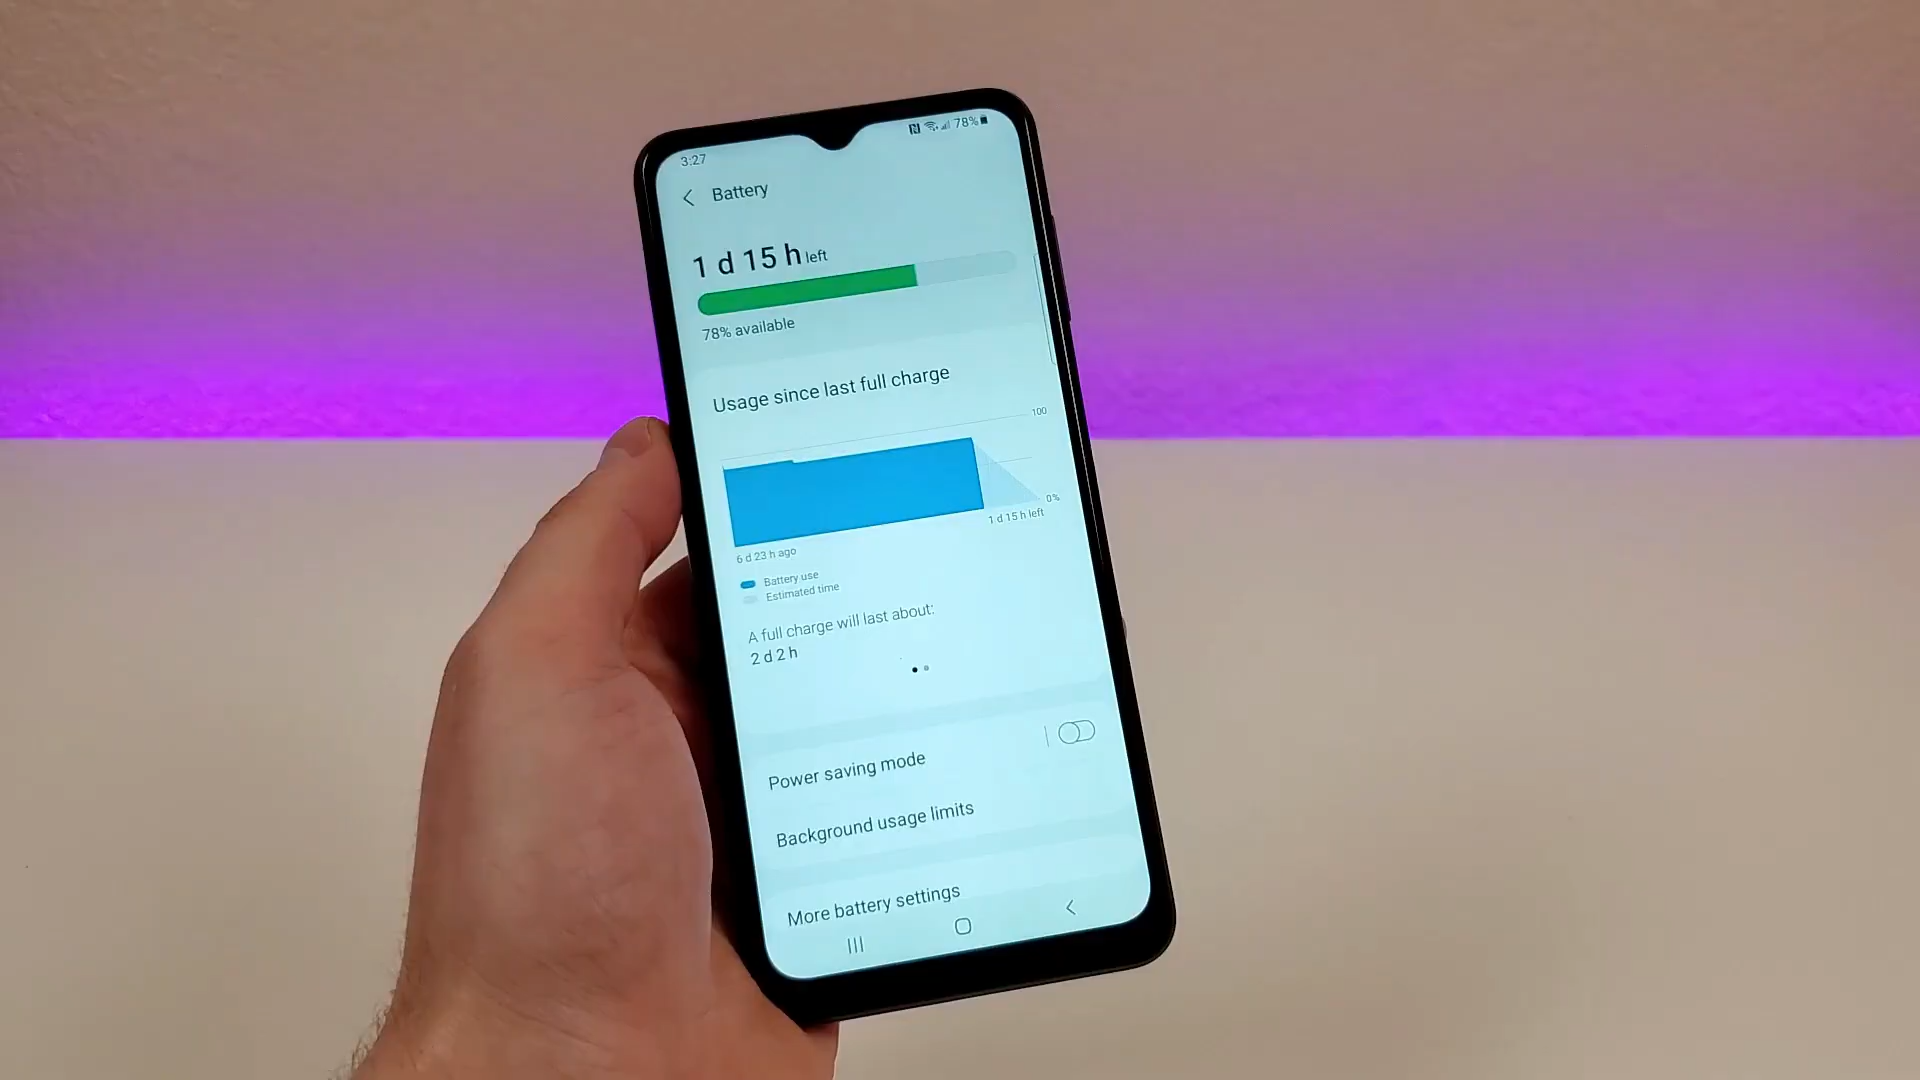 3:27
78%
Battery
1 d 15 h left
78% available
Usage since last full charge
100
0%
1 d 15 h left
6 d 23 h ago
Battery use
Estimated time
A full charge will last about:
2 d 2 h
Power saving mode
Background usage limits
More battery settings